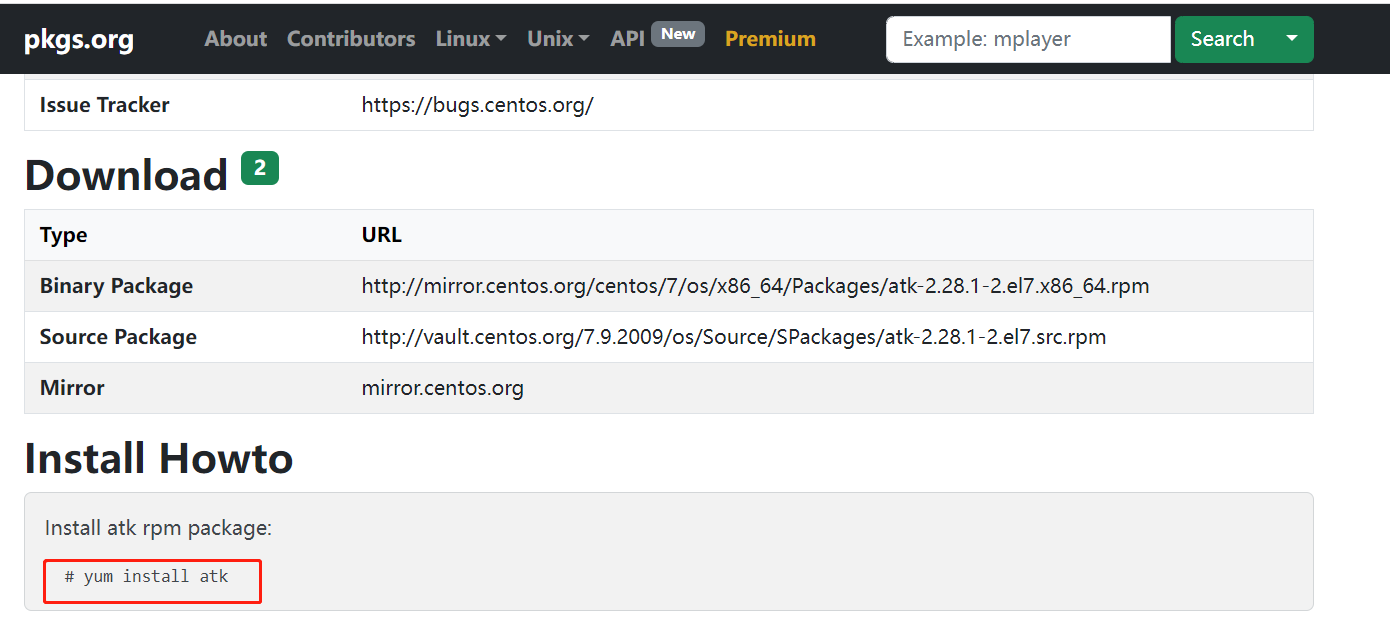 pkgs.org About Contributors Linux Unix API New Premium Example: mplayer Search
Issue Tracker https://bugs.centos.org/
Download 2
Type URL
Binary Package http://mirror.centos.org/centos/7/os/x86_64/Packages/atk-2.28.1-2.el7.x86_64.rpm
Source Package http://vault.centos.org/7.9.2009/os/Source/SPackages/atk-2.28.1-2.el7.src.rpm
Mirror mirror.centos.org
Install Howto
Install atk rpm package:
# yum install atk